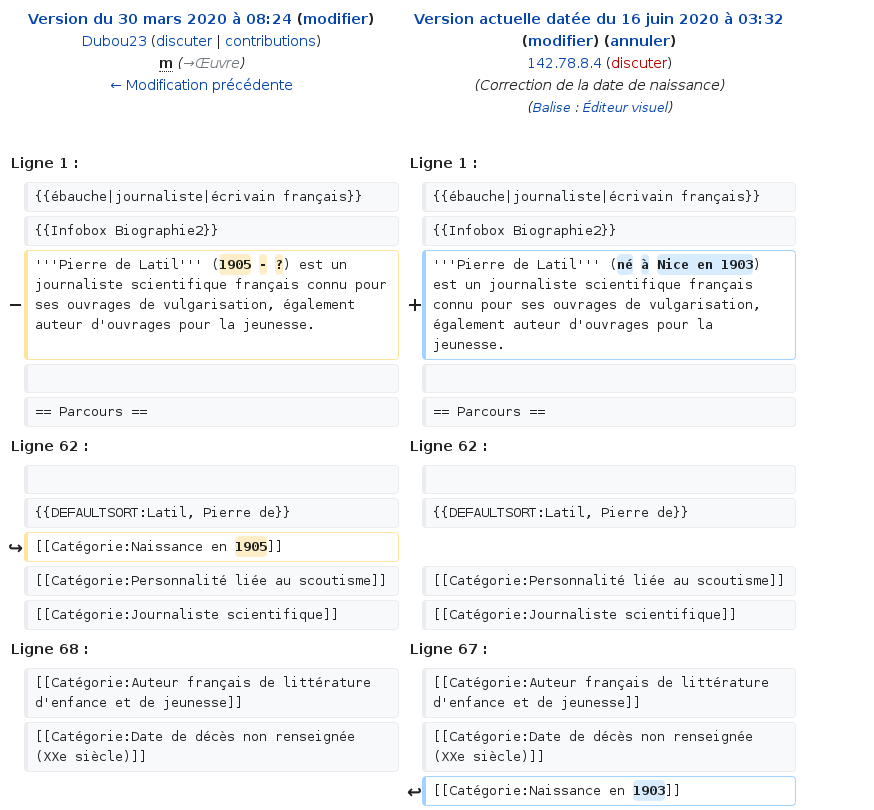 Version du 30 mars 2020 à 08:24 (modifier)
Dubou23 (discuter | contributions)
m (→Œuvre)
← Modification précédente
Version actuelle datée du 16 juin 2020 à 03:32
(modifier) (annuler)
142.78.8.4 (discuter)
(Correction de la date de naissance)
(Balise : Éditeur visuel)
Ligne 1 :
Ligne 1 :
{{ébauche|journaliste|écrivain français}}
{{ébauche|journaliste|écrivain français}}
{{Infobox Biographie2}}
{{Infobox Biographie2}}
− '''Pierre de Latil''' (1905 - ?) est un
journaliste scientifique français connu pour
ses ouvrages de vulgarisation, également
auteur d'ouvrages pour la jeunesse.
+ '''Pierre de Latil''' (né à Nice en 1903)
est un journaliste scientifique français
connu pour ses ouvrages de vulgarisation,
également auteur d'ouvrages pour la
jeunesse.
== Parcours ==
== Parcours ==
Ligne 62 :
Ligne 62 :
{{DEFAULTSORT:Latil, Pierre de}}
{{DEFAULTSORT:Latil, Pierre de}}
↪ [[Catégorie:Naissance en 1905]]
[[Catégorie:Personnalité liée au scoutisme]]
[[Catégorie:Personnalité liée au scoutisme]]
[[Catégorie:Journaliste scientifique]]
[[Catégorie:Journaliste scientifique]]
Ligne 68 :
Ligne 67 :
[[Catégorie:Auteur français de littérature
d'enfance et de jeunesse]]
[[Catégorie:Auteur français de littérature
d'enfance et de jeunesse]]
[[Catégorie:Date de décès non renseignée
(XXe siècle)]]
[[Catégorie:Date de décès non renseignée
(XXe siècle)]]
↩ [[Catégorie:Naissance en 1903]]